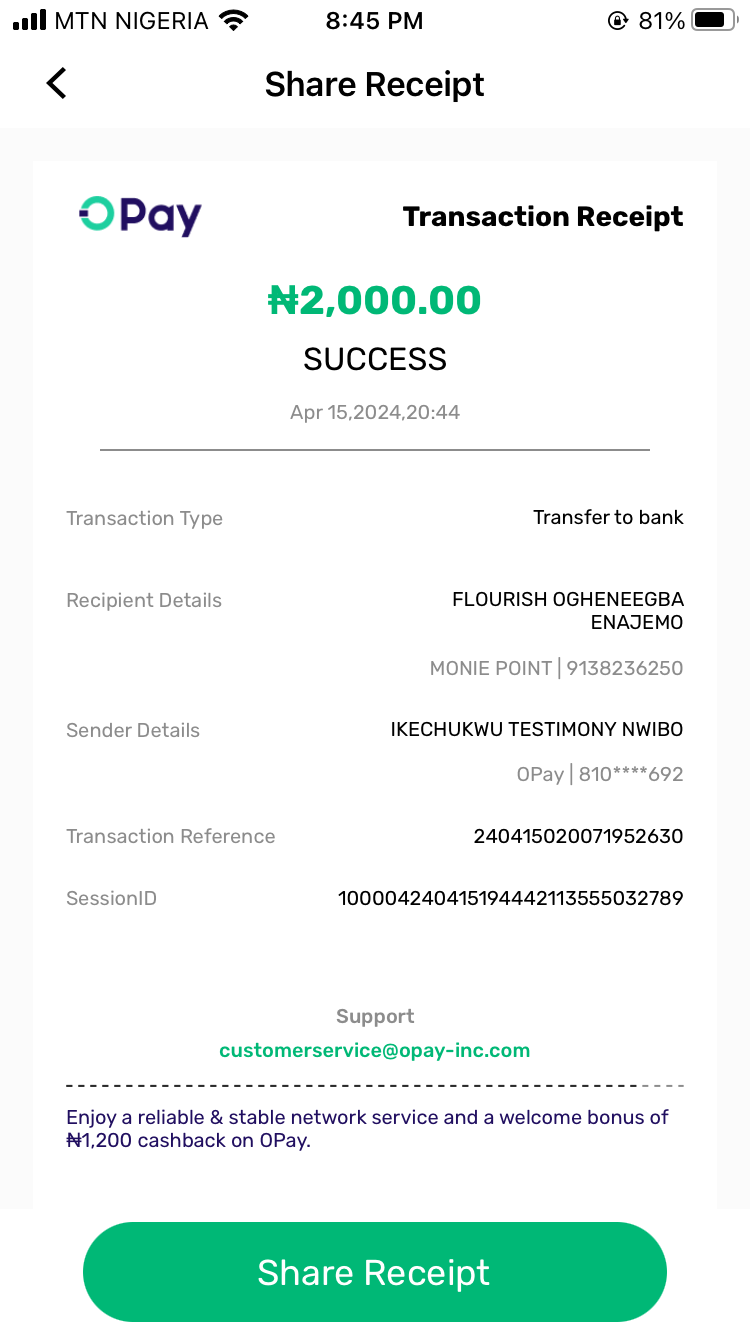 MTN NIGERIA 8:45 PM 81%
Share Receipt
OPay Transaction Receipt
₦2,000.00
SUCCESS
Apr 15,2024,20:44
Transaction Type Transfer to bank
Recipient Details FLOURISH OGHENEEGBA
ENAJEMO
MONIE POINT | 9138236250
Sender Details IKECHUKWU TESTIMONY NWIBO
OPay | 810****692
Transaction Reference 240415020071952630
SessionID 100004240415194442113555032789
Support
customerservice@opay-inc.com
Enjoy a reliable & stable network service and a welcome bonus of
₦1,200 cashback on OPay.
Share Receipt